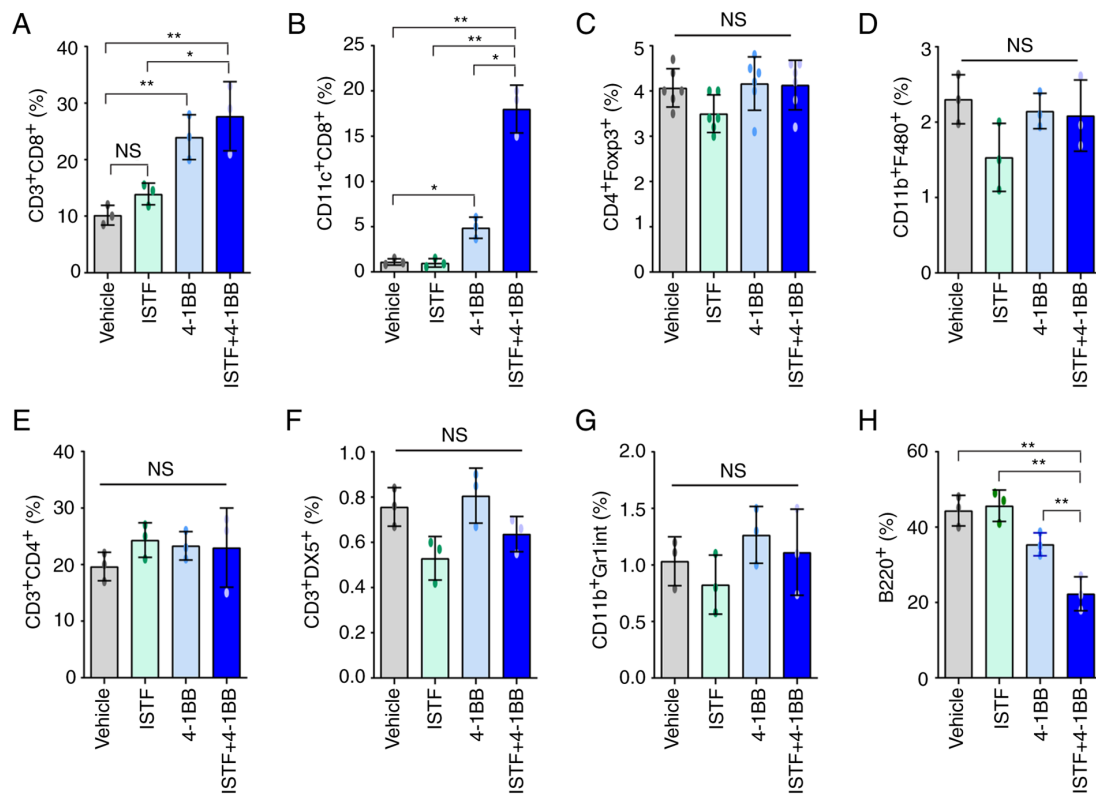 A
CD3+CD8+ (%)
40
30
20
10
0
**
*
**
NS
Vehicle
ISTF
4-1BB
ISTF+4-1BB
B
CD11c+CD8+ (%)
25
20
15
10
5
0
**
**
*
*
Vehicle
ISTF
4-1BB
ISTF+4-1BB
C
CD4+Foxp3+ (%)
5
4
3
2
1
0
NS
Vehicle
ISTF
4-1BB
ISTF+4-1BB
D
CD11b+F480+ (%)
3
2
1
0
NS
Vehicle
ISTF
4-1BB
ISTF+4-1BB
E
CD3+CD4+ (%)
40
30
20
10
0
NS
Vehicle
ISTF
4-1BB
ISTF+4-1BB
F
CD3+DX5+ (%)
1.0
0.8
0.6
0.4
0.2
0.0
NS
Vehicle
ISTF
4-1BB
ISTF+4-1BB
G
CD11b+Gr1int (%)
2.0
1.5
1.0
0.5
0.0
NS
Vehicle
ISTF
4-1BB
ISTF+4-1BB
H
B220+ (%)
60
40
20
0
**
**
**
Vehicle
ISTF
4-1BB
ISTF+4-1BB